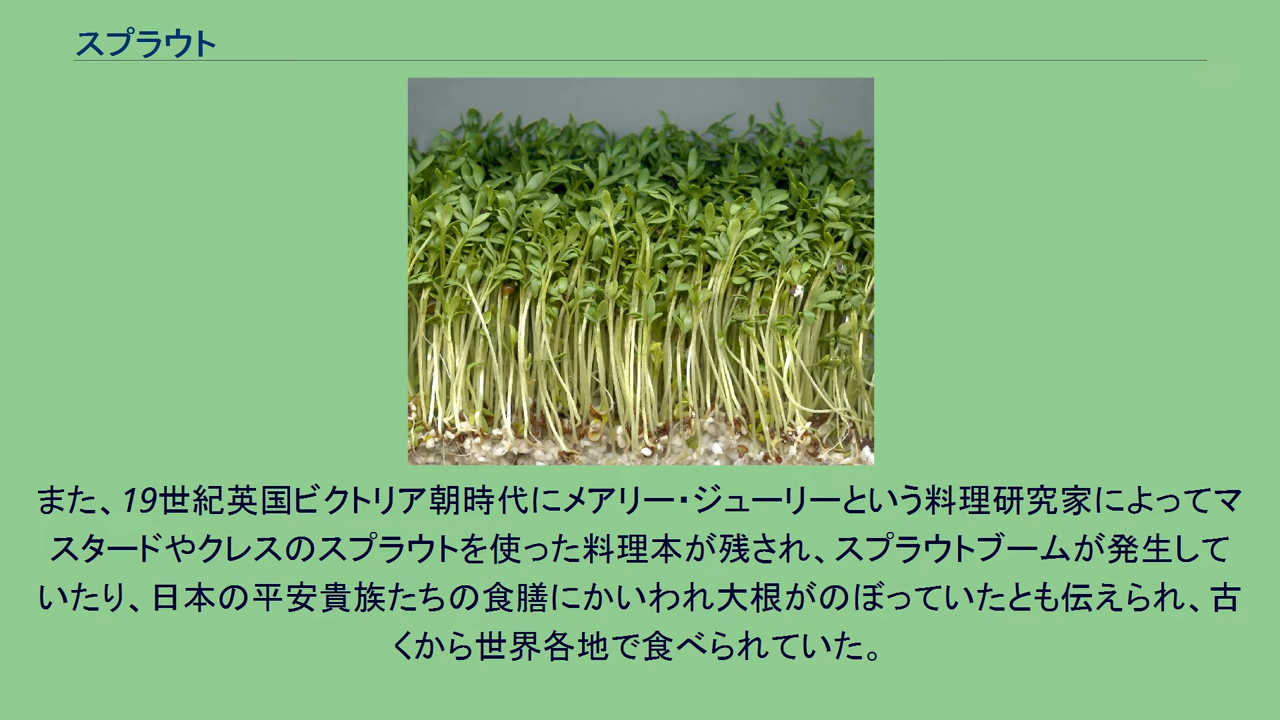 スプラウト
また、19世紀英国ビクトリア朝時代にメアリー・ジューリーという料理研究家によってマ
スタードやクレスのスプラウトを使った料理本が残され、スプラウトブームが発生して
いたり、日本の平安貴族たちの食膳にかいわれ大根がのぼっていたとも伝えられ、古
くから世界各地で食べられていた。